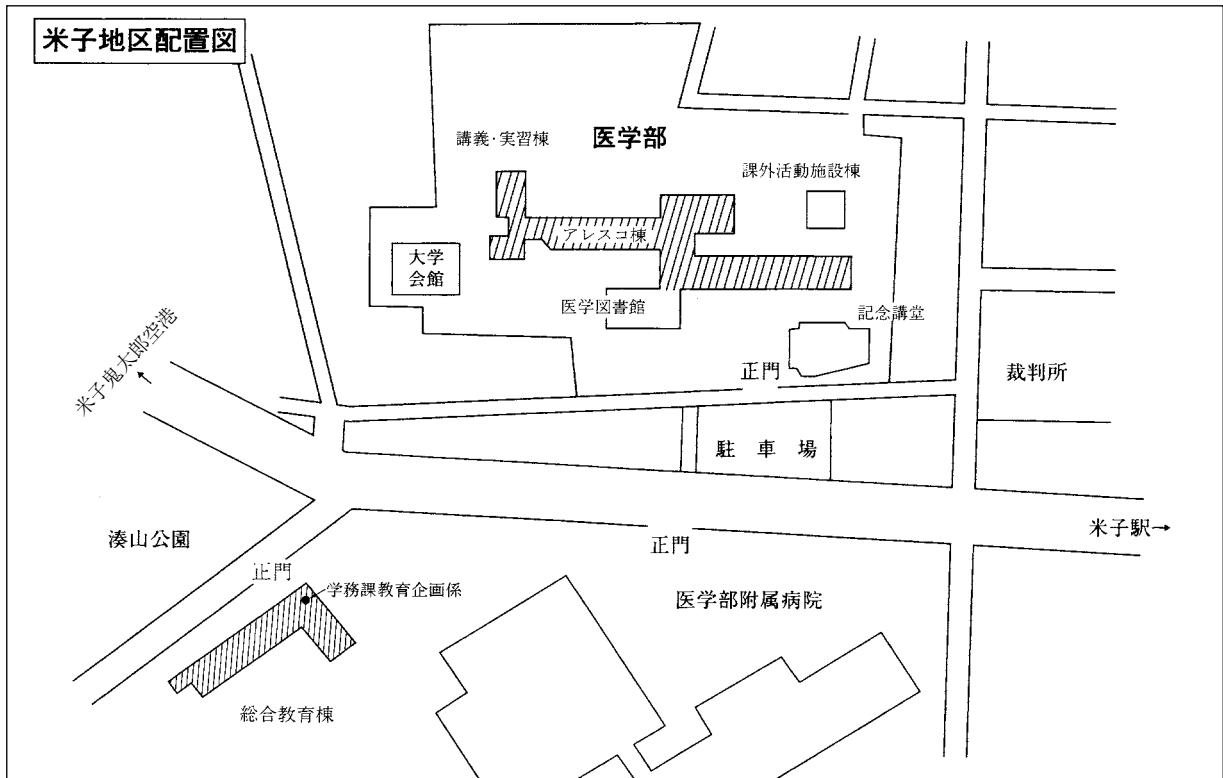 米子地区配置図
講義・実習棟
医学部
課外活動施設棟
アレスコ棟
大学
会館
医学図書館
記念講堂
米子鬼太郎空港
↑
正門
裁判所
駐車場
米子駅→
湊山公園
正門
正門
学務課教育企画係
医学部附属病院
総合教育棟